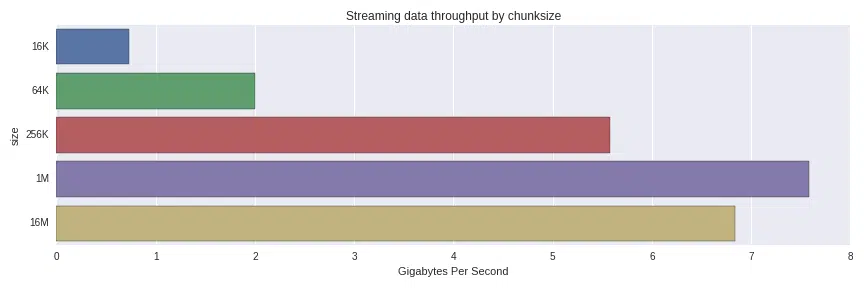 Streaming data throughput by chunksize
16K
64K
256K
1M
16M
size
0 1 2 3 4 5 6 7 8
Gigabytes Per Second